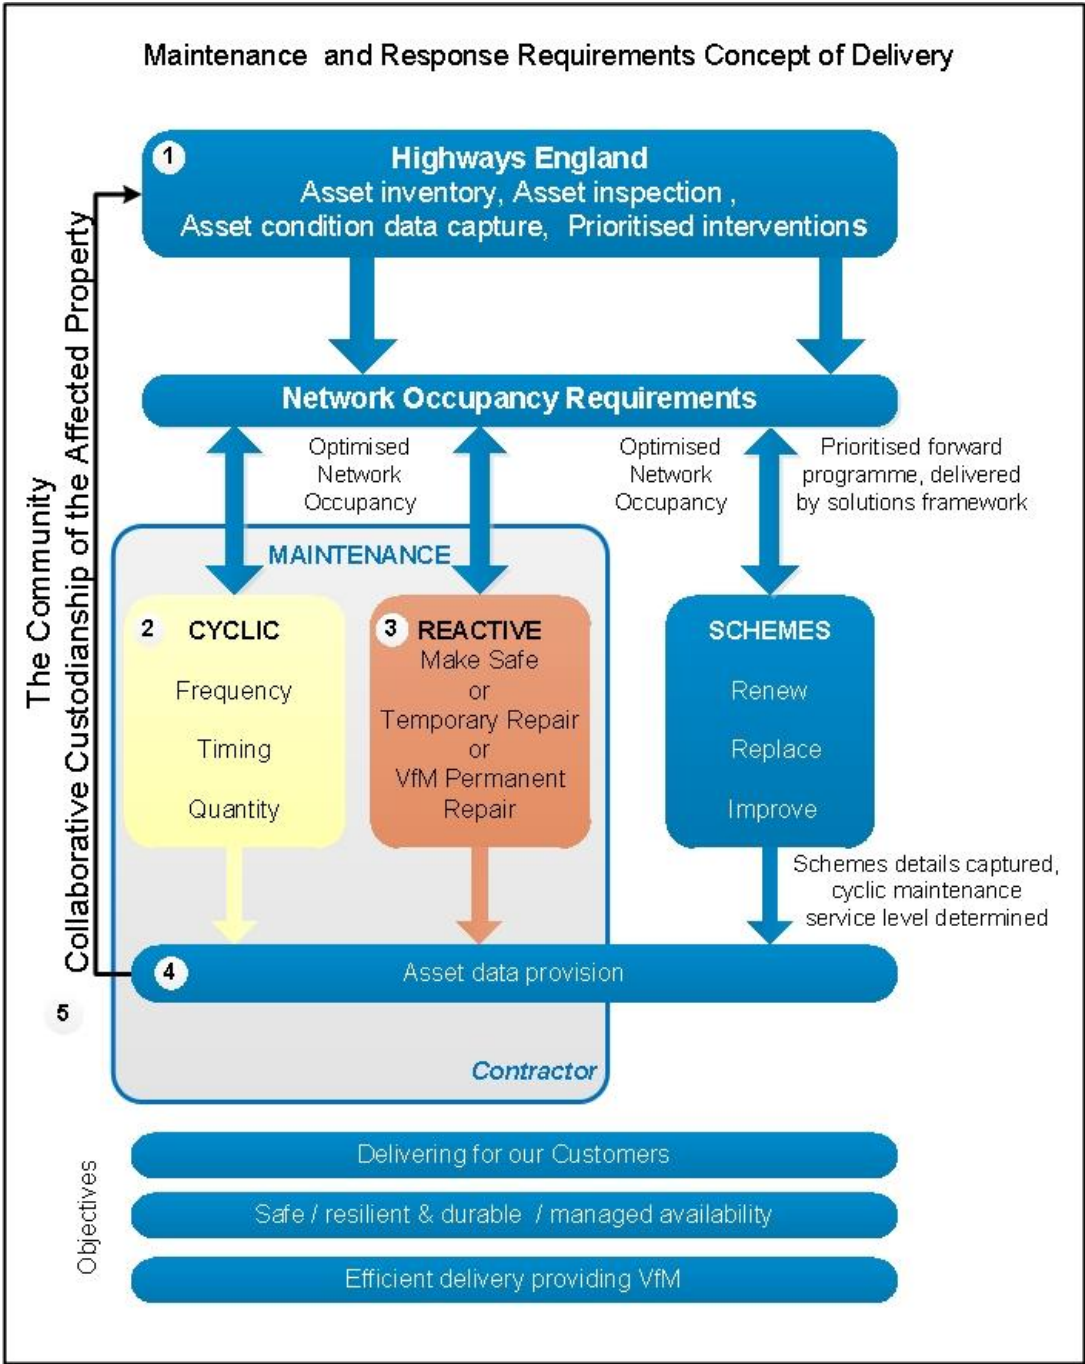 Maintenance and Response Requirements Concept of Delivery
1
Highways England
Asset inventory, Asset inspection ,
Asset condition data capture, Prioritised interventions
The Community
Collaborative Custodianship of the Affected Property
Network Occupancy Requirements
Optimised
Network
Occupancy
Optimised
Network
Occupancy
Prioritised forward
programme, delivered
by solutions framework
MAINTENANCE
2
CYCLIC
Frequency
Timing
Quantity
3
REACTIVE
Make Safe
or
Temporary Repair
or
VfM Permanent
Repair
SCHEMES
Renew
Replace
Improve
Schemes details captured,
cyclic maintenance
service level determined
4
Asset data provision
5
Contractor
Objectives
Delivering for our Customers
Safe / resilient & durable / managed availability
Efficient delivery providing VfM